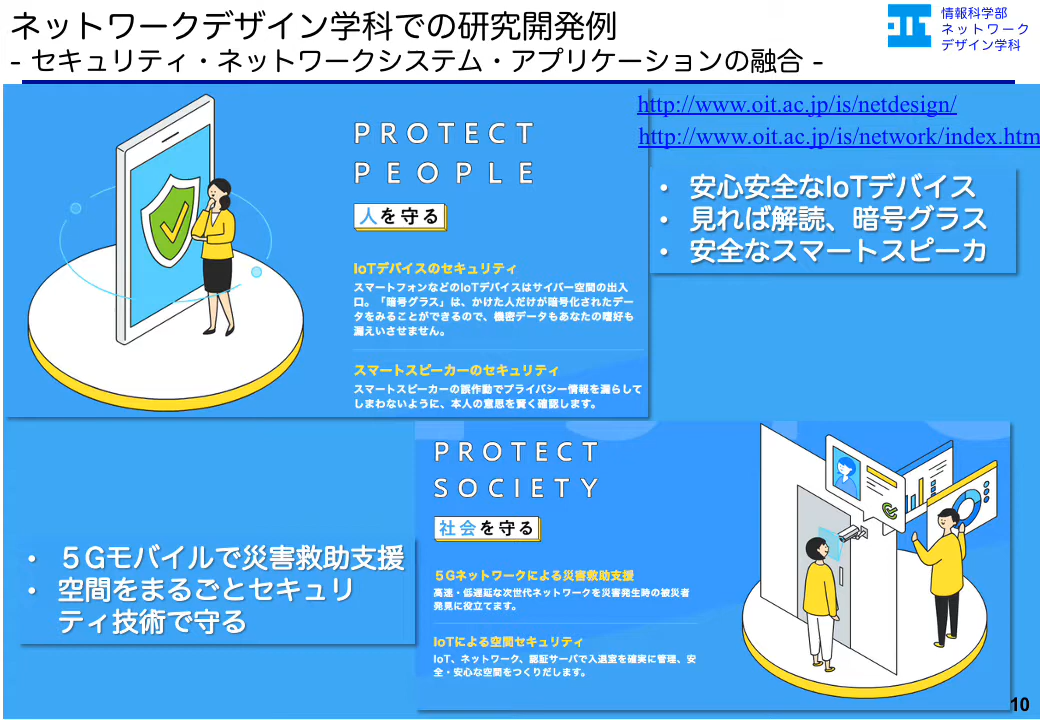 ネットワークデザイン学科での研究開発例
- セキュリティ・ネットワークシステム・アプリケーションの融合 -
情報科学部
ネットワーク
デザイン学科
http://www.oit.ac.jp/is/netdesign/
http://www.oit.ac.jp/is/network/index.htm
PROTECT
PEOPLE
人を守る
IoTデバイスのセキュリティ
スマートフォンなどのIoTデバイスはサイバー空間の出入
口。「暗号グラス」は、かけた人だけが暗号化されたデー
タをみることができるので、機密データもあなたの嗜好も
漏えいさせません。
スマートスピーカーのセキュリティ
スマートスピーカーの誤作動でプライバシー情報を漏らして
しまわないように、本人の意思を賢く確認します。
• 安心安全なIoTデバイス
• 見れば解読、暗号グラス
• 安全なスマートスピーカ
• ５Gモバイルで災害救助支援
• 空間をまるごとセキュリ
ティ技術で守る
PROTECT
SOCIETY
社会を守る
５Gネットワークによる災害救助支援
高速・低遅延な次世代ネットワークを災害発生時の被災者
発見に役立てます。
IoTによる空間セキュリティ
IoT、ネットワーク、認証サーバで入退室を確実に管理、安
全・安心な空間をつくりだします。
10